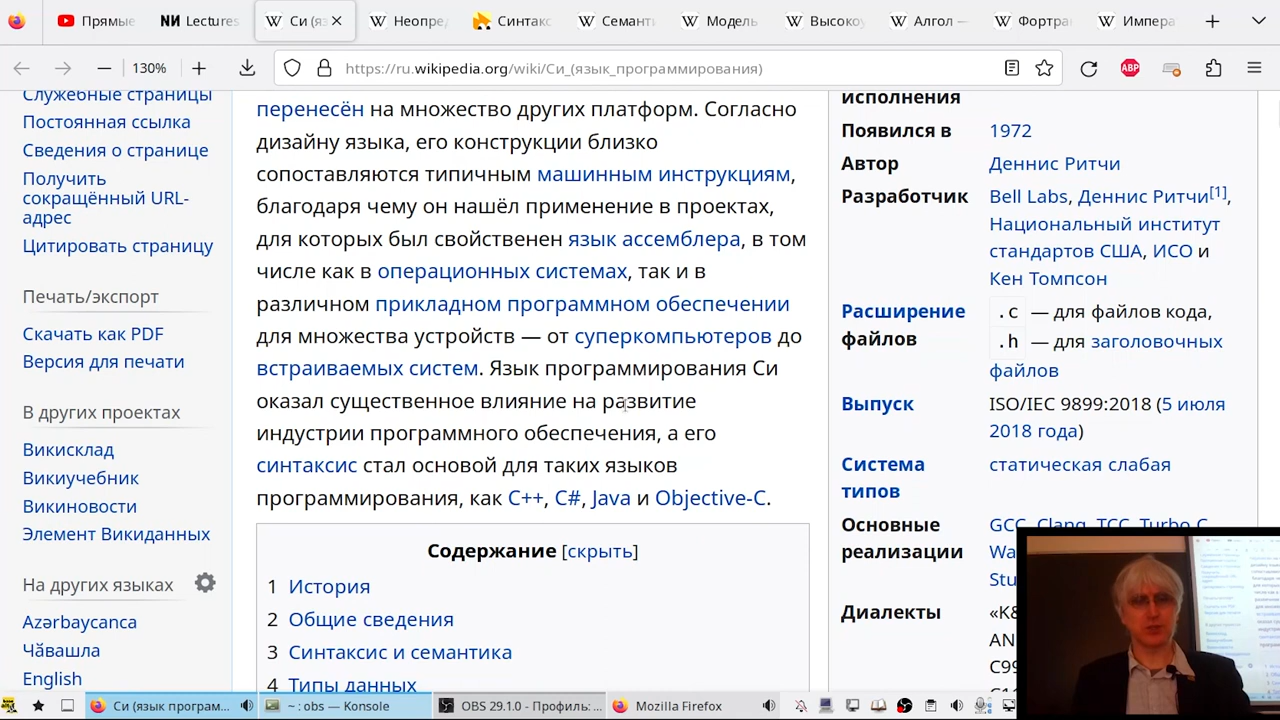 Прямые
Lectures
Си (яз
Неопред
Синтакс
Семанти
Модель
Высокоу
Алгол —
Фортра
Импера
130%
https://ru.wikipedia.org/wiki/Си_(язык_программирования)
ABP
Служебные страницы
Постоянная ссылка
Сведения о странице
Получить
сокращённый URL-
адрес
Цитировать страницу
Печать/экспорт
Скачать как PDF
Версия для печати
В других проектах
Викисклад
Викиучебник
Викиновости
Элемент Викиданных
На других языках
Azərbaycanca
Чӑвашла
English
перенесён на множество других платформ. Согласно
дизайну языка, его конструкции близко
сопоставляются типичным машинным инструкциям,
благодаря чему он нашёл применение в проектах,
для которых был свойственен язык ассемблера, в том
числе как в операционных системах, так и в
различном прикладном программном обеспечении
для множества устройств — от суперкомпьютеров до
встраиваемых систем. Язык программирования Си
оказал существенное влияние на развитие
индустрии программного обеспечения, а его
синтаксис стал основой для таких языков
программирования, как C++, C#, Java и Objective-C.
Содержание [скрыть]
1 История
2 Общие сведения
3 Синтаксис и семантика
4 Типы данных
исполнения
Появился в 1972
Автор Деннис Ритчи
Разработчик Bell Labs, Деннис Ритчи[1],
Национальный институт
стандартов США, ИСО и
Кен Томпсон
Расширение .c — для файлов кода,
файлов .h — для заголовочных
файлов
Выпуск ISO/IEC 9899:2018 (5 июля
2018 года)
Система статическая слабая
типов
Основные GCC, Clang, TCC, Turbo C,
реализации Wa
Stu
Диалекты «K&
AN
C99
Си (язык програм...
~ : obs — Konsole
OBS 29.1.0 - Профиль: ...
Mozilla Firefox